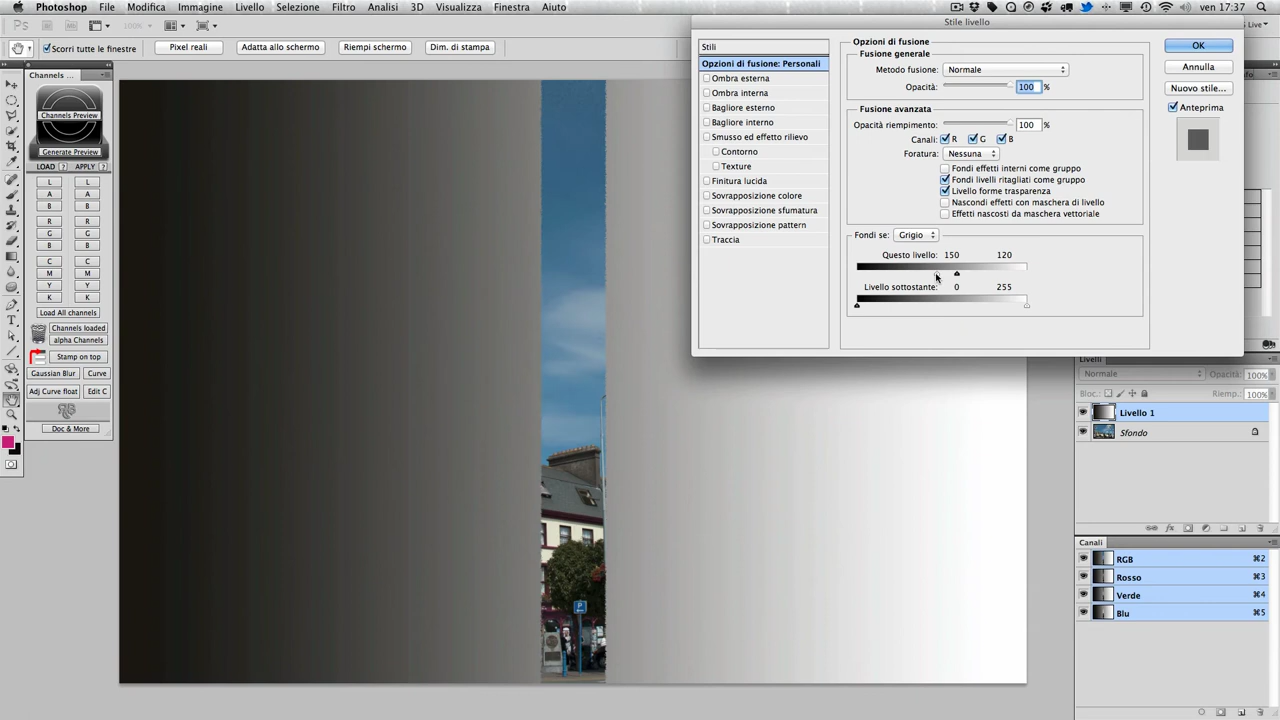 Photoshop File Modifica Immagine Livello Selezione Filtro Analisi 3D Visualizza Finestra Aiuto ven 17:37
Stile livello
Ps 100% Live
Scorri tutte le finestre Pixel reali Adatta allo schermo Riempi schermo Dim. di stampa
Channels ...
Channels Preview
Generate Preview
LOAD ? APPLY ?
L L
A A
B B
R R
G G
B B
C C
M M
Y Y
K K
Load All channels
Channels loaded
alpha Channels
Stamp on top
Gaussian Blur Curve
Adj Curve float Edit C
Doc & More
Stili
Opzioni di fusione: Personali
Ombra esterna
Ombra interna
Bagliore esterno
Bagliore interno
Smusso ed effetto rilievo
Contorno
Texture
Finitura lucida
Sovrapposizione colore
Sovrapposizione sfumatura
Sovrapposizione pattern
Traccia
Opzioni di fusione
Fusione generale
Metodo fusione: Normale
Opacità: 100 %
Fusione avanzata
Opacità riempimento: 100 %
Canali: R G B
Foratura: Nessuna
Fondi effetti interni come gruppo
Fondi livelli ritagliati come gruppo
Livello forme trasparenza
Nascondi effetti con maschera di livello
Effetti nascosti da maschera vettoriale
Fondi se: Grigio
Questo livello: 150 120
Livello sottostante: 0 255
OK
Annulla
Nuovo stile...
Anteprima
P
Livelli
Normale Opacità: 100%
Bloc.: Riemp.: 100%
Livello 1
Sfondo
Canali
RGB ⌘2
Rosso ⌘3
Verde ⌘4
Blu ⌘5